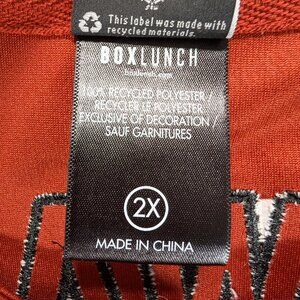 This label was made with
recycled materials.
BOXLUNCH
boxlunch.com
100% RECYCLED POLYESTER /
RECYCLER LE POLYESTER
EXCLUSIVE OF DECORATION /
SAUF GARNITURES
2X
MADE IN CHINA